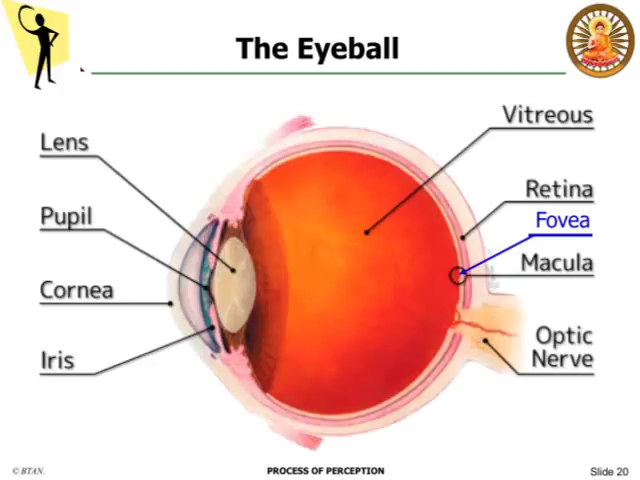 The Eyeball
Lens
Pupil
Cornea
Iris
Vitreous
Retina
Fovea
Macula
Optic
Nerve
© BTAN.
PROCESS OF PERCEPTION
Slide 20